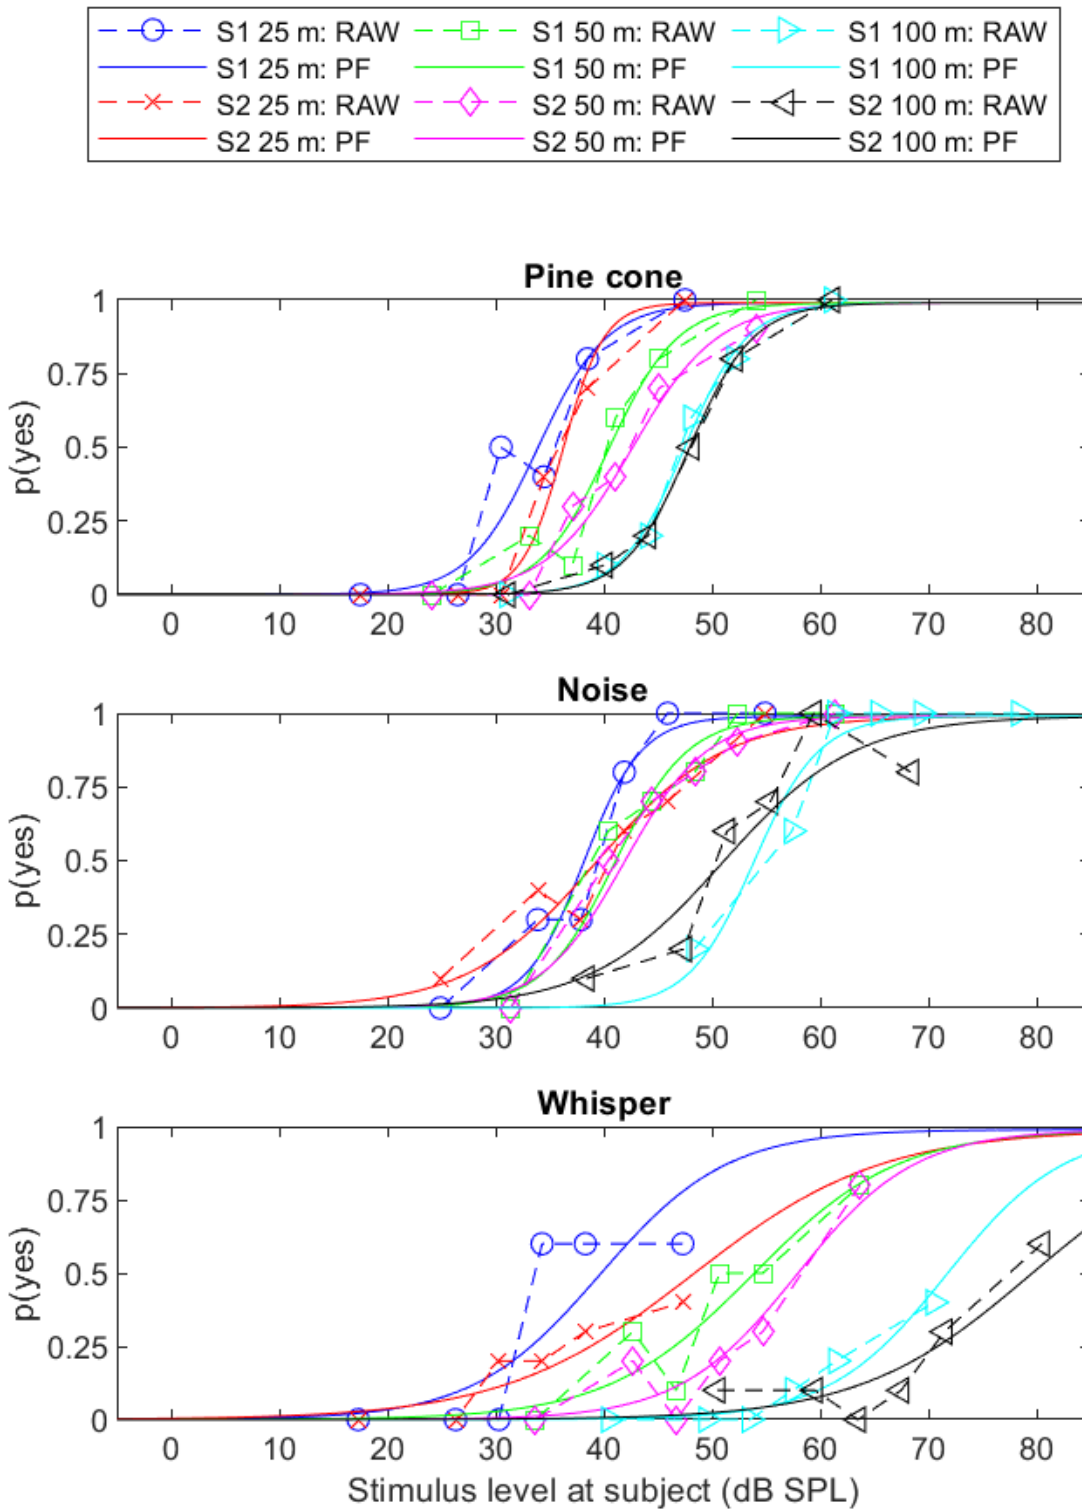 S1 25 m: RAW S1 50 m: RAW S1 100 m: RAW
S1 25 m: PF S1 50 m: PF S1 100 m: PF
S2 25 m: RAW S2 50 m: RAW S2 100 m: RAW
S2 25 m: PF S2 50 m: PF S2 100 m: PF
Pine cone
1
0.75
0.5
0.25
0
p(yes)
0 10 20 30 40 50 60 70 80
Noise
1
0.75
0.5
0.25
0
p(yes)
0 10 20 30 40 50 60 70 80
Whisper
1
0.75
0.5
0.25
0
p(yes)
0 10 20 30 40 50 60 70 80
Stimulus level at subject (dB SPL)